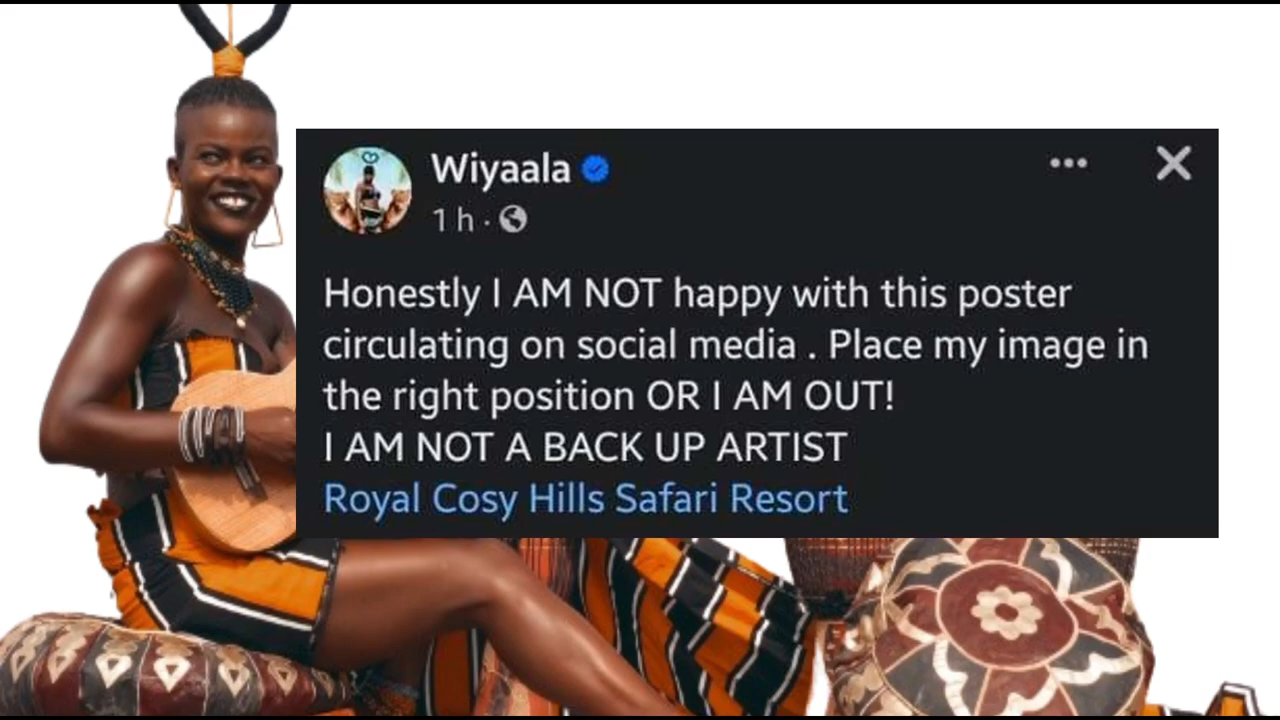 Wiyaala
1 h ·
Honestly I AM NOT happy with this poster
circulating on social media . Place my image in
the right position OR I AM OUT!
I AM NOT A BACK UP ARTIST
Royal Cosy Hills Safari Resort